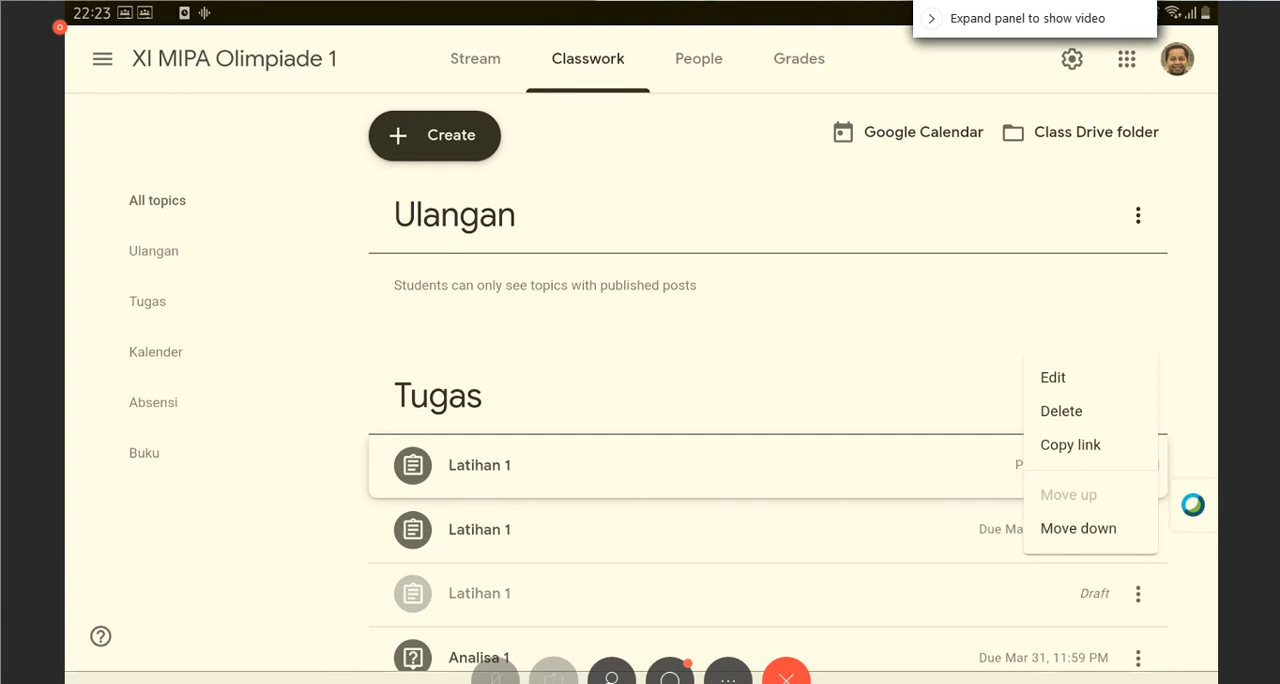 22:23
Expand panel to show video
XI MIPA Olimpiade 1
Stream
Classwork
People
Grades
Create
Google Calendar
Class Drive folder
All topics
Ulangan
Tugas
Kalender
Absensi
Buku
Ulangan
Students can only see topics with published posts
Tugas
Latihan 1
Latihan 1
Due Ma
Latihan 1
Draft
Analisa 1
Due Mar 31, 11:59 PM
Edit
Delete
Copy link
Move up
Move down